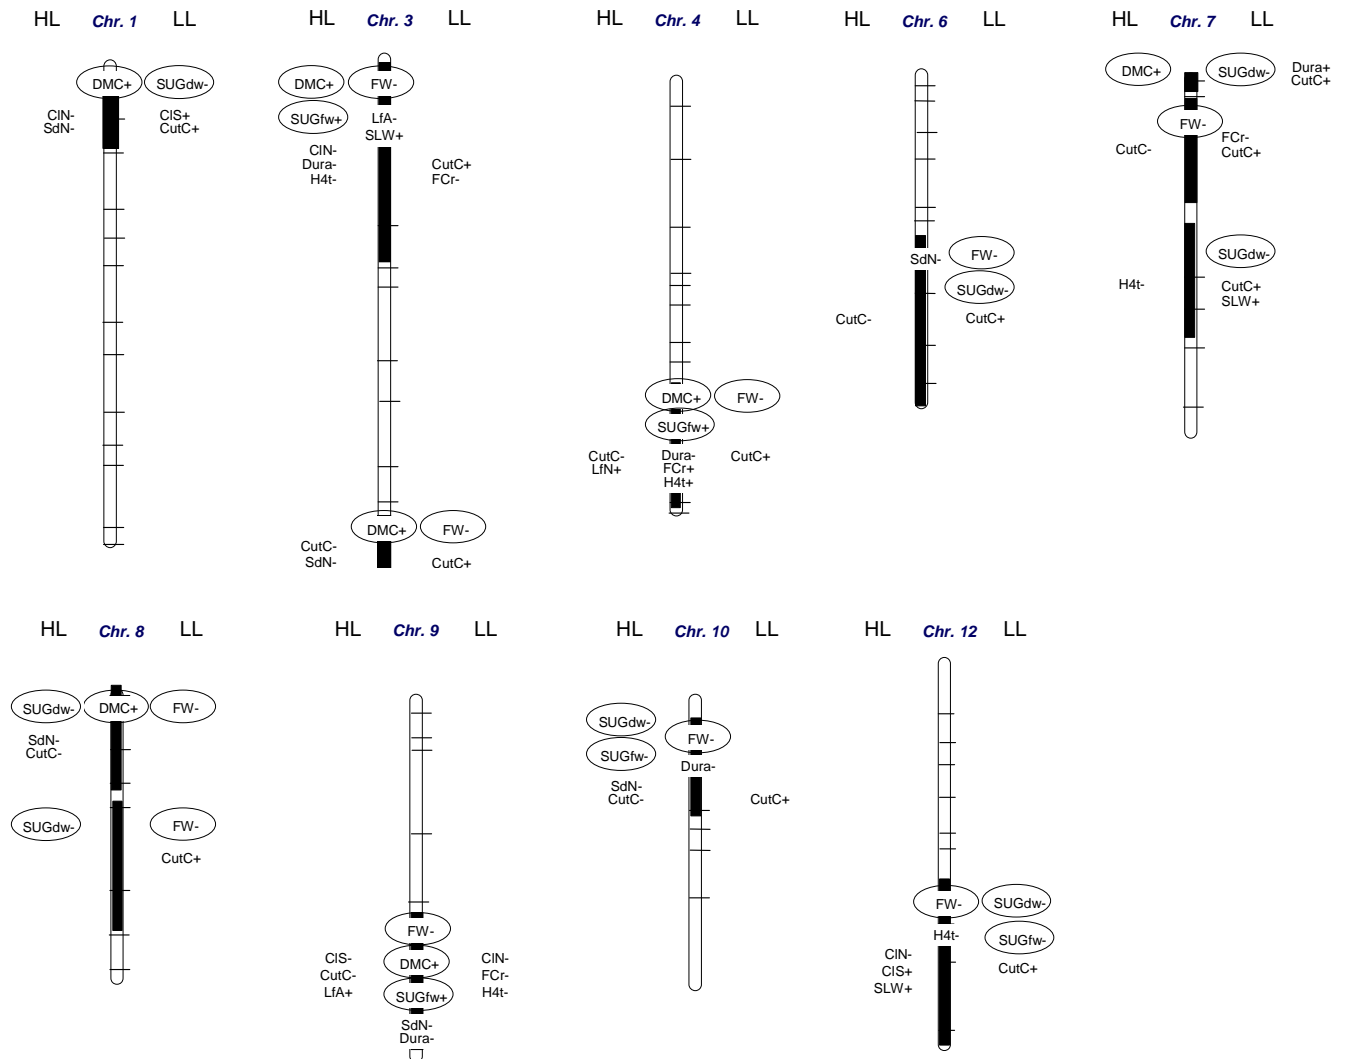 HL Chr. 1 LL
DMC+ SUGdw-
ClN- ClS+
SdN- CutC+
HL Chr. 3 LL
DMC+ FW-
SUGfw+ LfA-
SLW+
ClN-
Dura- CutC+
H4t- FCr-
DMC+ FW-
CutC-
SdN- CutC+
HL Chr. 4 LL
DMC+ FW-
SUGfw+
CutC- Dura- CutC+
LfN+ FCr+
H4t+
HL Chr. 6 LL
SdN- FW-
SUGdw-
CutC- CutC+
HL Chr. 7 LL
DMC+ SUGdw- Dura+
CutC+
FW-
FCr-
CutC- CutC+
SUGdw-
H4t- CutC+
SLW+
HL Chr. 8 LL
SUGdw- DMC+ FW-
SdN-
CutC-
SUGdw- FW-
CutC+
HL Chr. 9 LL
FW-
ClS- DMC+ ClN-
CutC- FCr-
LfA+ SUGfw+ H4t-
SdN-
Dura-
HL Chr. 10 LL
SUGdw- FW-
SUGfw-
Dura-
SdN-
CutC- CutC+
HL Chr. 12 LL
FW- SUGdw-
H4t- SUGfw-
ClN-
ClS+ CutC+
SLW+